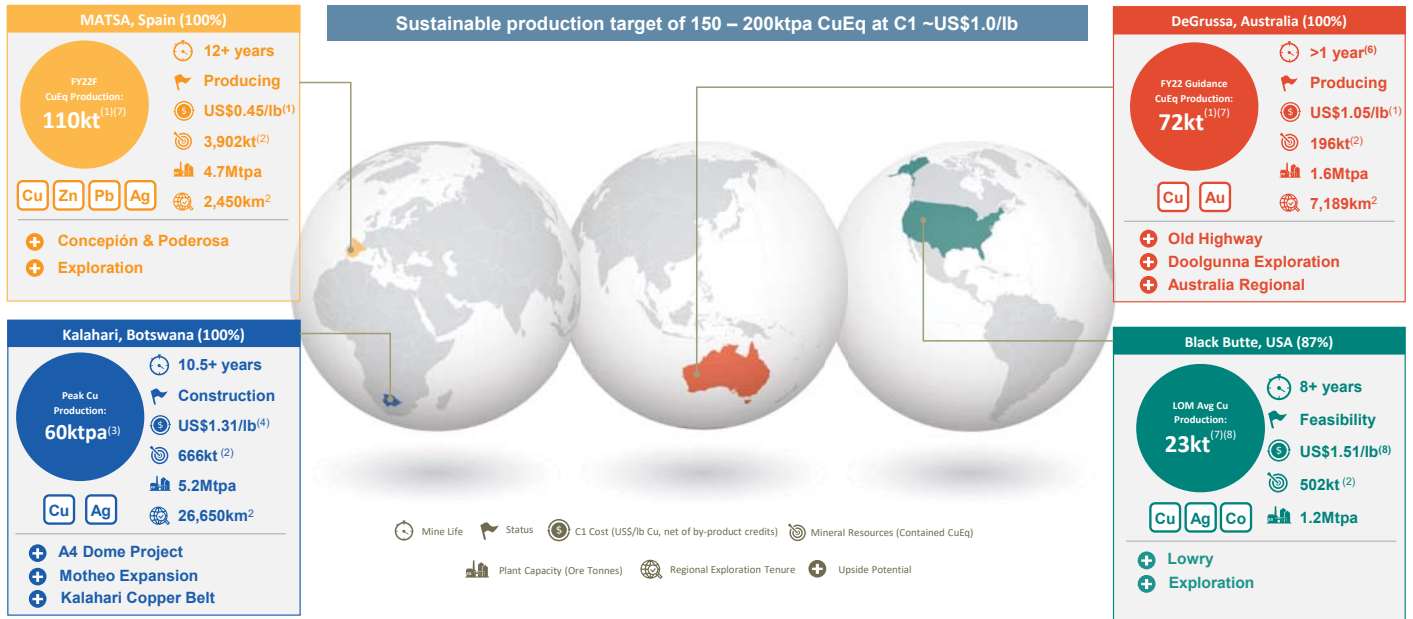 Sustainable production target of 150 – 200ktpa CuEq at C1 ~US$1.0/lb
MATSA, Spain (100%)
FY22F
CuEq Production:
110kt(1)(7)
12+ years
Producing
US$0.45/lb(1)
3,902kt(2)
4.7Mtpa
2,450km2
Cu Zn Pb Ag
Concepión & Poderosa
Exploration
Kalahari, Botswana (100%)
Peak Cu
Production:
60ktpa(3)
10.5+ years
Construction
US$1.31/lb(4)
666kt (2)
5.2Mtpa
26,650km2
Cu Ag
A4 Dome Project
Motheo Expansion
Kalahari Copper Belt
DeGrussa, Australia (100%)
FY22 Guidance
CuEq Production:
72kt(1)(7)
>1 year(6)
Producing
US$1.05/lb(1)
196kt(2)
1.6Mtpa
7,189km2
Cu Au
Old Highway
Doolgunna Exploration
Australia Regional
Black Butte, USA (87%)
LOM Avg Cu
Production:
23kt(7)(8)
8+ years
Feasibility
US$1.51/lb(8)
502kt (2)
1.2Mtpa
Cu Ag Co
Lowry
Exploration
Mine Life Status C1 Cost (US$/lb Cu, net of by-product credits) Mineral Resources (Contained CuEq)
Plant Capacity (Ore Tonnes) Regional Exploration Tenure Upside Potential